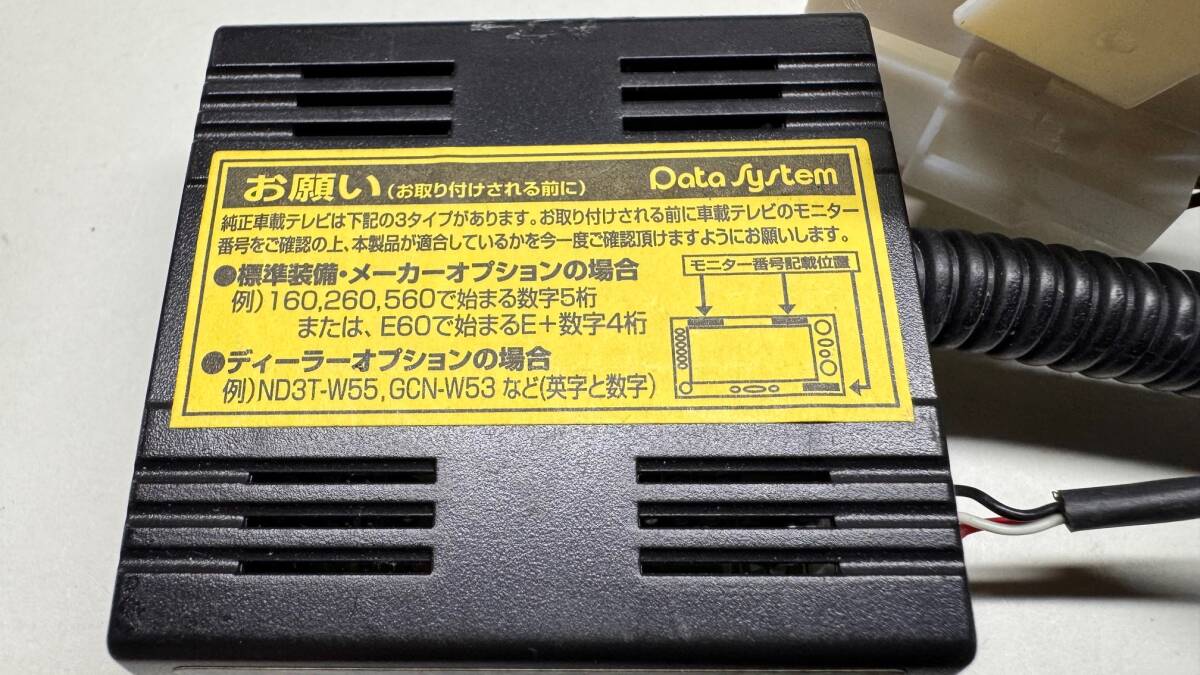 お願い(お取り付けされる前に) Data System
純正車載テレビは下記の3タイプがあります。お取り付けされる前に車載テレビのモニター
番号をご確認の上、本製品が適合しているかを今一度ご確認頂けますようにお願いします。
●標準装備・メーカーオプションの場合
例)160,260,560で始まる数字5桁
または、E60で始まるE+数字4桁
●ディーラーオプションの場合
例)ND3T-W55,GCN-W53 など(英字と数字)
モニター番号記載位置